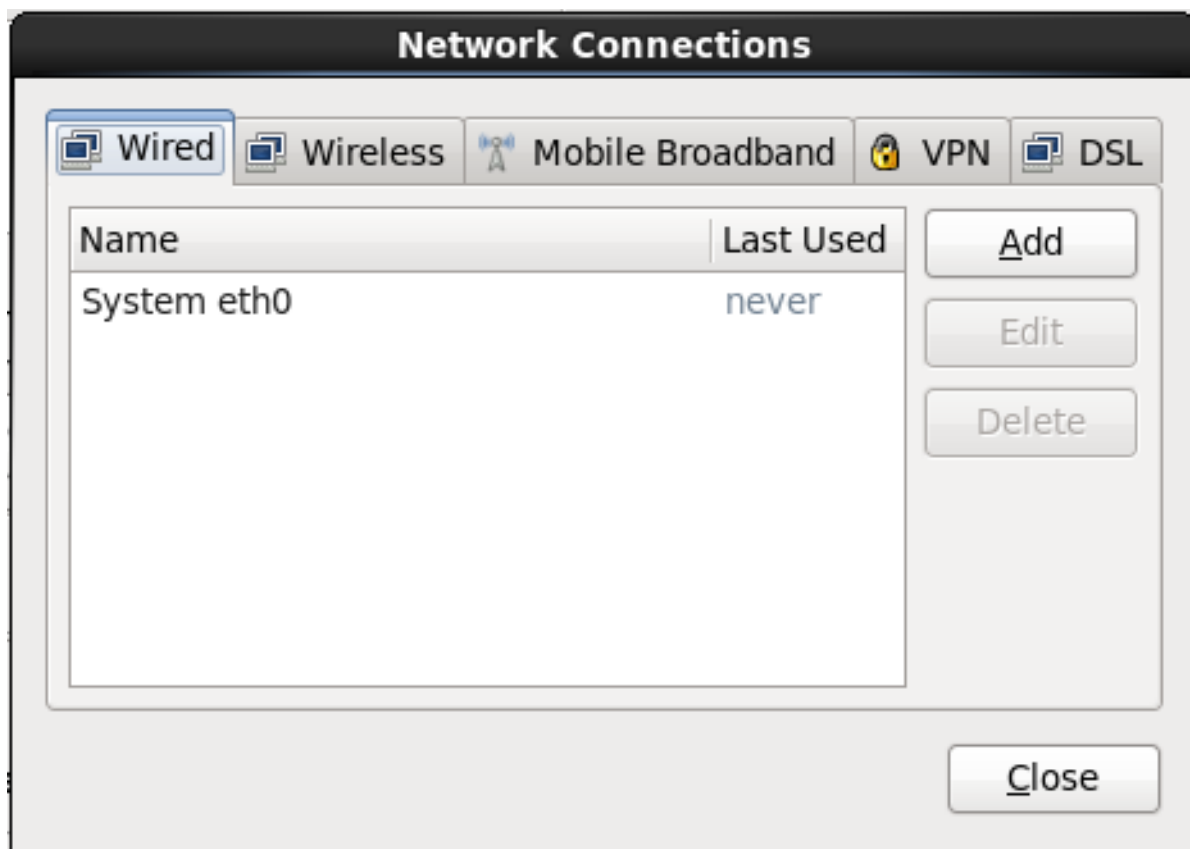 Network Connections
Wired Wireless Mobile Broadband VPN DSL
Name Last Used Add
System eth0 never
Edit
Delete
Close